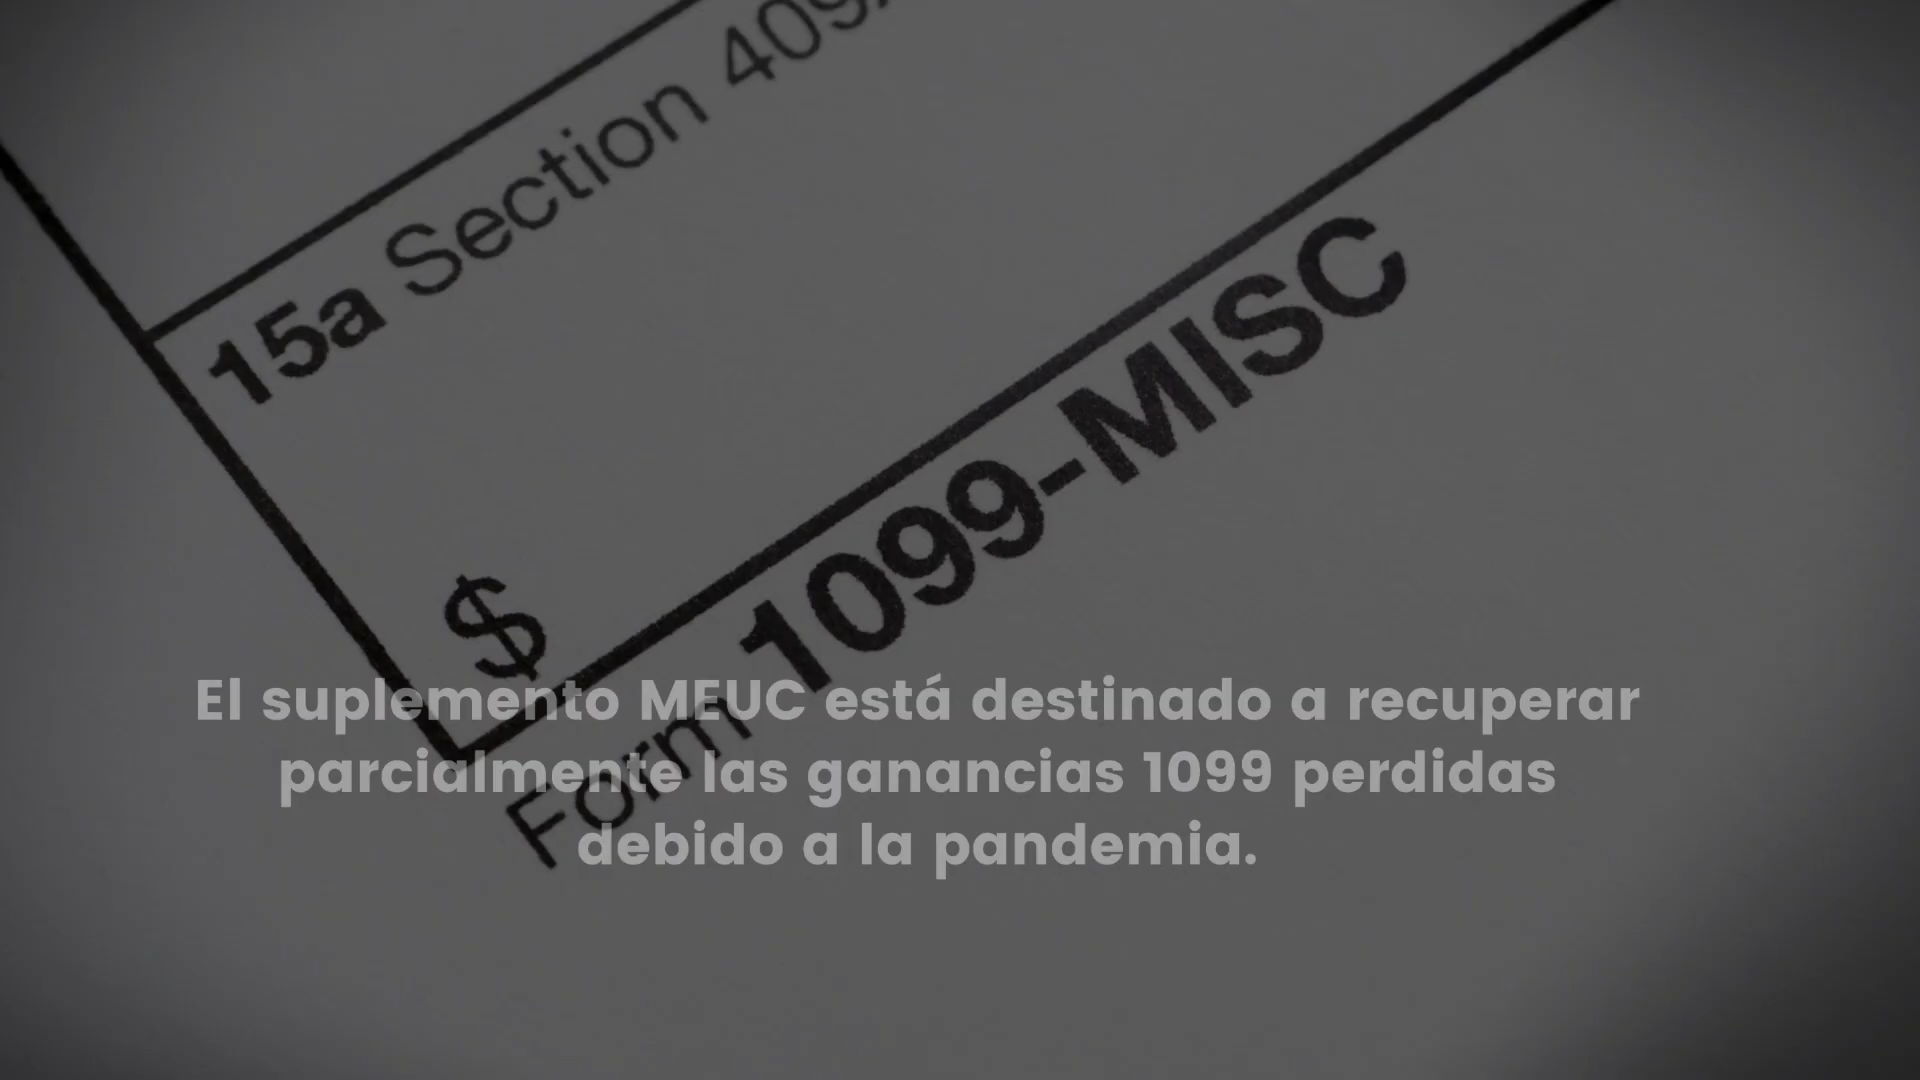 15a Section 409
$
Form 1099-MISC
El suplemento MEUC está destinado a recuperar
parcialmente las ganancias 1099 perdidas
debido a la pandemia.